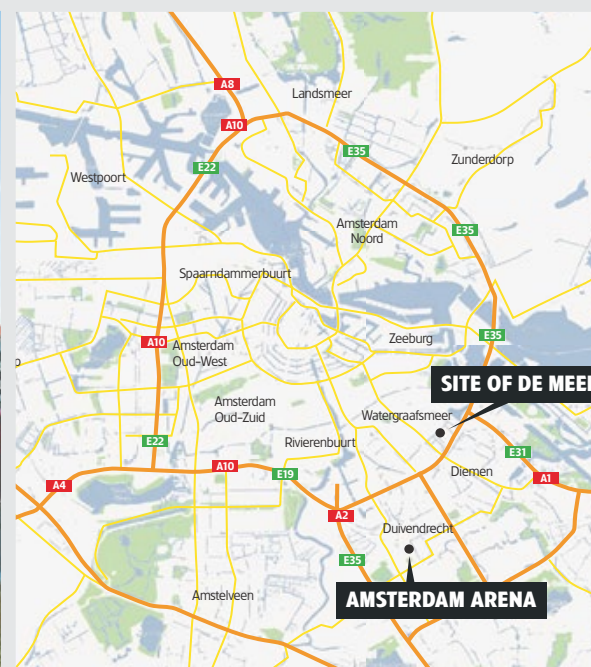 A8
Landsmeer
A10
E35
Zunderdorp
E22
Westpoort
Amsterdam
Noord
E35
Spaarndammerbuurt
E35
Zeeburg
A10
Amsterdam
Oud-West
SITE OF DE MEER
Amsterdam
Oud-Zuid
Watergraafsmeer
E22
Rivierenbuurt
E31
A10
E19
Diemen
A1
A4
A2
Duivendrecht
E35
Amstelveen
AMSTERDAM ARENA